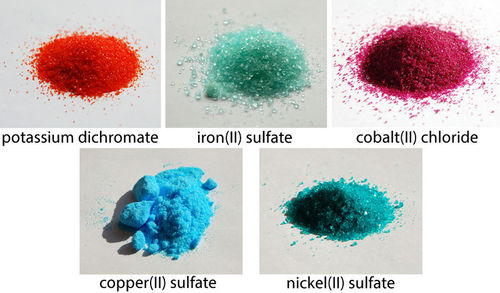 potassium dichromate
iron(II) sulfate
cobalt(II) chloride
copper(II) sulfate
nickel(II) sulfate